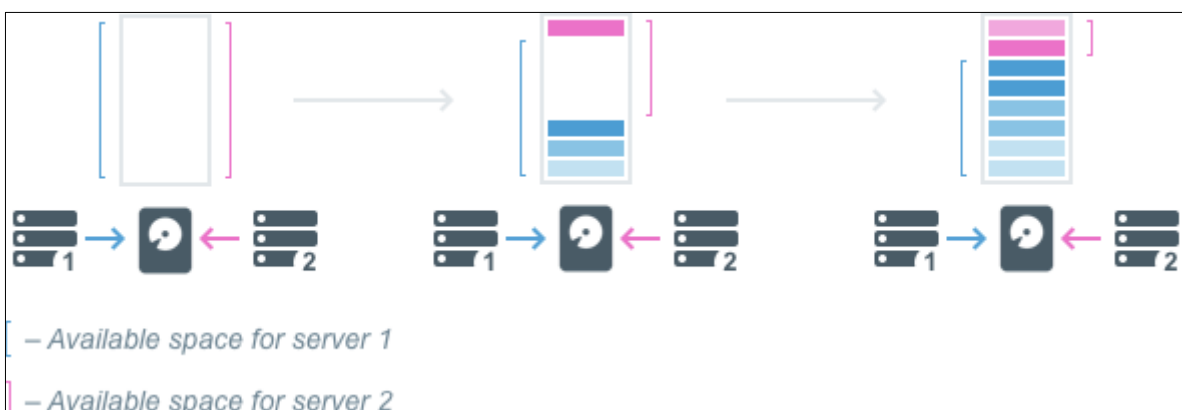 1 2 1 2 1 2
– Available space for server 1
– Available space for server 2